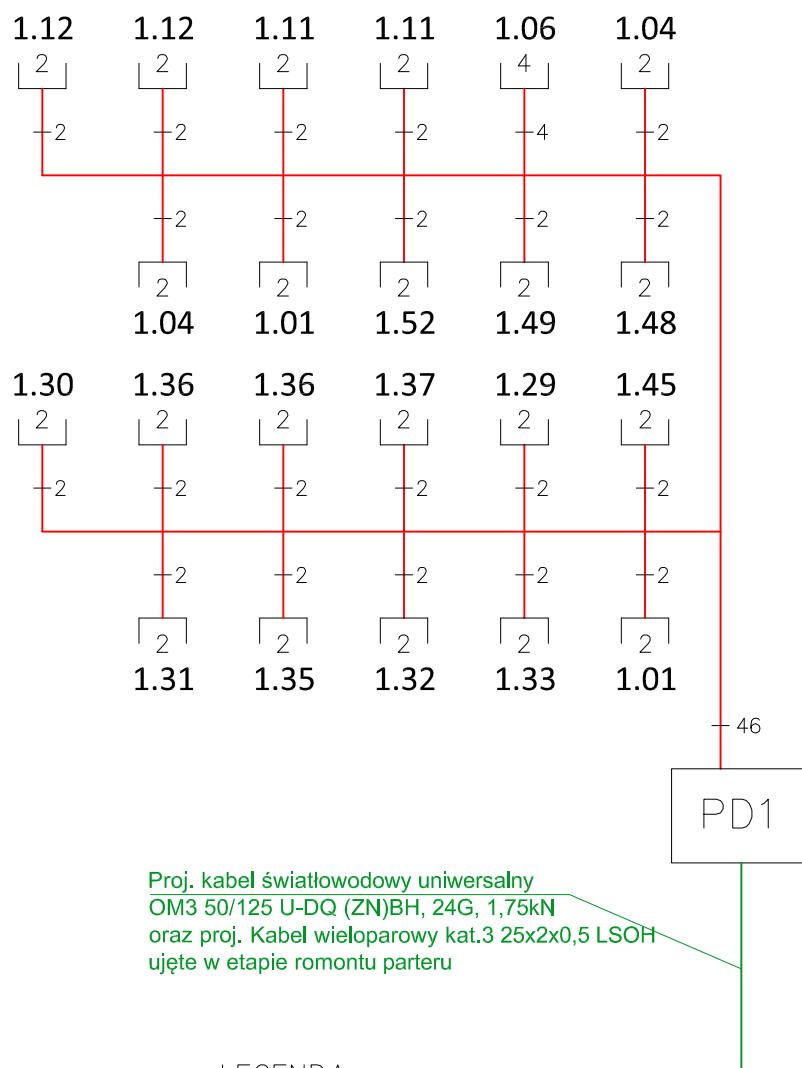 1.12 1.12 1.11 1.11 1.06 1.04
2 2 2 2 4 2
2 2 2 2 4 2
2 2 2 2 2
2 2 2 2 2
1.04 1.01 1.52 1.49 1.48
1.30 1.36 1.36 1.37 1.29 1.45
2 2 2 2 2 2
2 2 2 2 2 2
2 2 2 2 2
2 2 2 2 2
1.31 1.35 1.32 1.33 1.01
46
PD1
Proj. kabel światłowodowy uniwersalny
OM3 50/125 U-DQ (ZN)BH, 24G, 1,75kN
oraz proj. Kabel wieloparowy kat.3 25x2x0,5 LSOH
ujęte w etapie romontu parteru
LEGENDA